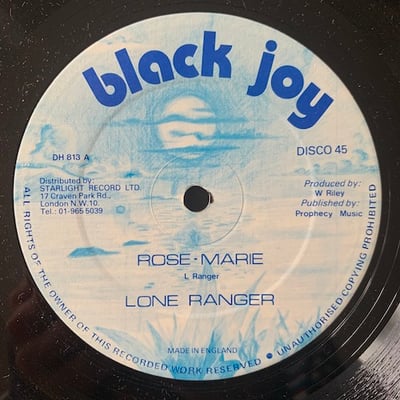 black joy
DH 813 A
DISCO 45
Distributed by:
STARLIGHT RECORD LTD.
17 Craven Park Rd.,
London N.W.10.
Tel: 01-965 5039
Produced by:
W Riley
Published by:
Prophecy Music
ROSE·MARIE
L Ranger
LONE RANGER
MADE IN ENGLAND
ALL RIGHTS OF THE OWNER OF THIS RECORDED WORK RESERVED • UNAUTHORISED COPYING PROHIBITED